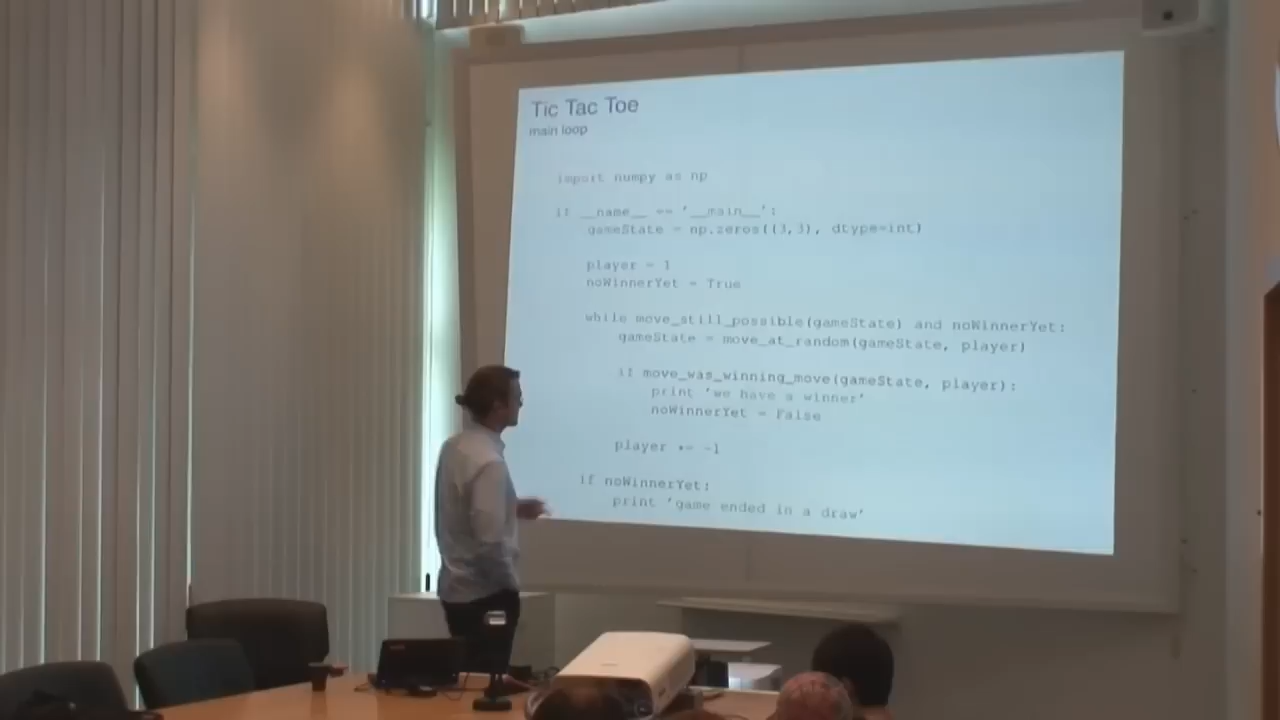 Tic Tac Toe
main loop
import numpy as np
if __name__ == '__main__':
gameState = np.zeros((3,3), dtype=int)
player = 1
noWinnerYet = True
while move_still_possible(gameState) and noWinnerYet:
gameState = move_at_random(gameState, player)
if move_was_winning_move(gameState, player):
print 'we have a winner'
noWinnerYet = False
player *= -1
if noWinnerYet:
print 'game ended in a draw'